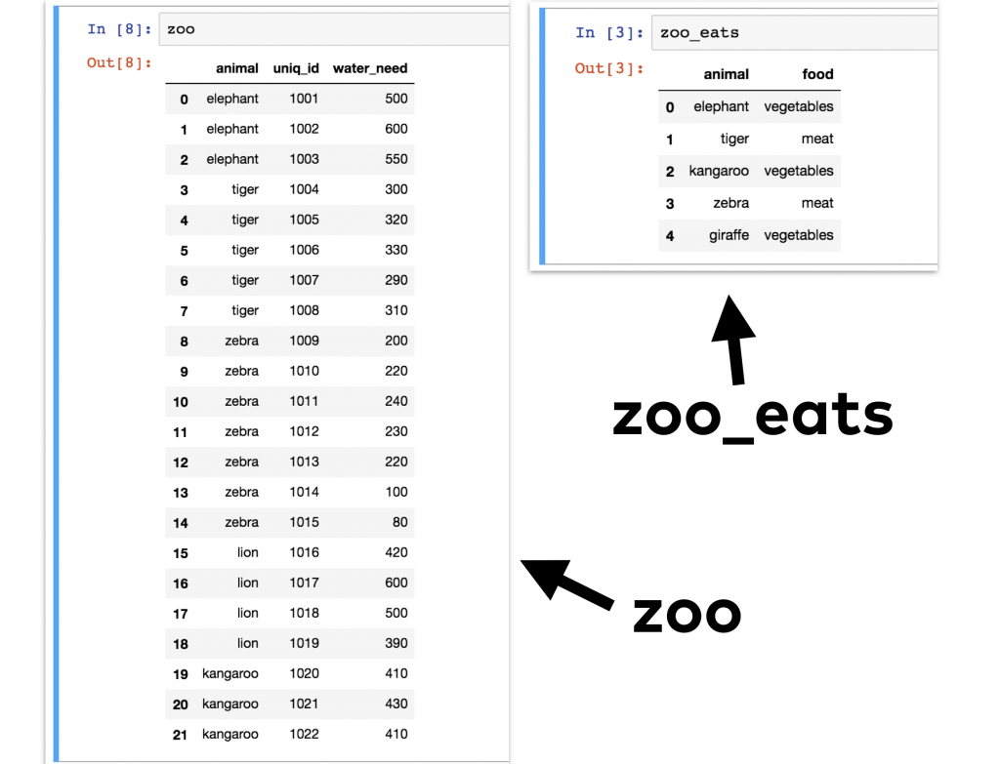 In [8]: zoo
Out[8]:
animal uniq_id water_need
0 elephant 1001 500
1 elephant 1002 600
2 elephant 1003 550
3 tiger 1004 300
4 tiger 1005 320
5 tiger 1006 330
6 tiger 1007 290
7 tiger 1008 310
8 zebra 1009 200
9 zebra 1010 220
10 zebra 1011 240
11 zebra 1012 230
12 zebra 1013 220
13 zebra 1014 100
14 zebra 1015 80
15 lion 1016 420
16 lion 1017 600
17 lion 1018 500
18 lion 1019 390
19 kangaroo 1020 410
20 kangaroo 1021 430
21 kangaroo 1022 410
In [3]: zoo_eats
Out[3]:
animal food
0 elephant vegetables
1 tiger meat
2 kangaroo vegetables
3 zebra meat
4 giraffe vegetables
zoo_eats
zoo